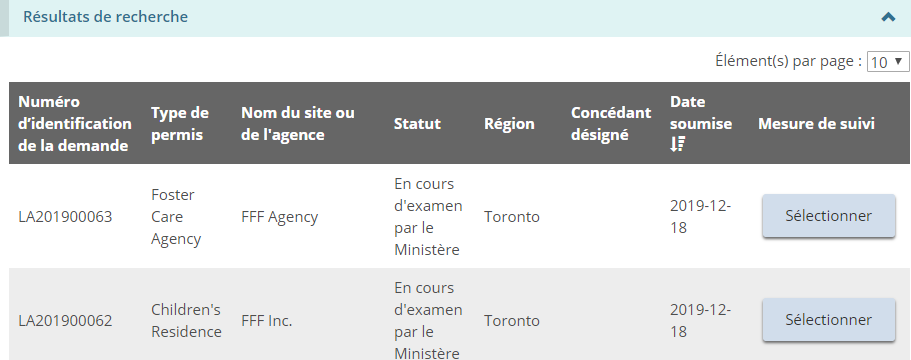 Résultats de recherche
Élément(s) par page : 10
Numéro d'identification de la demande Type de permis Nom du site ou de l'agence Statut Région Concédant désigné Date soumise Mesure de suivi
LA201900063 Foster Care Agency FFF Agency En cours d'examen par le Ministère Toronto 2019-12-18 Sélectionner
LA201900062 Children's Residence FFF Inc. En cours d'examen par le Ministère Toronto 2019-12-18 Sélectionner